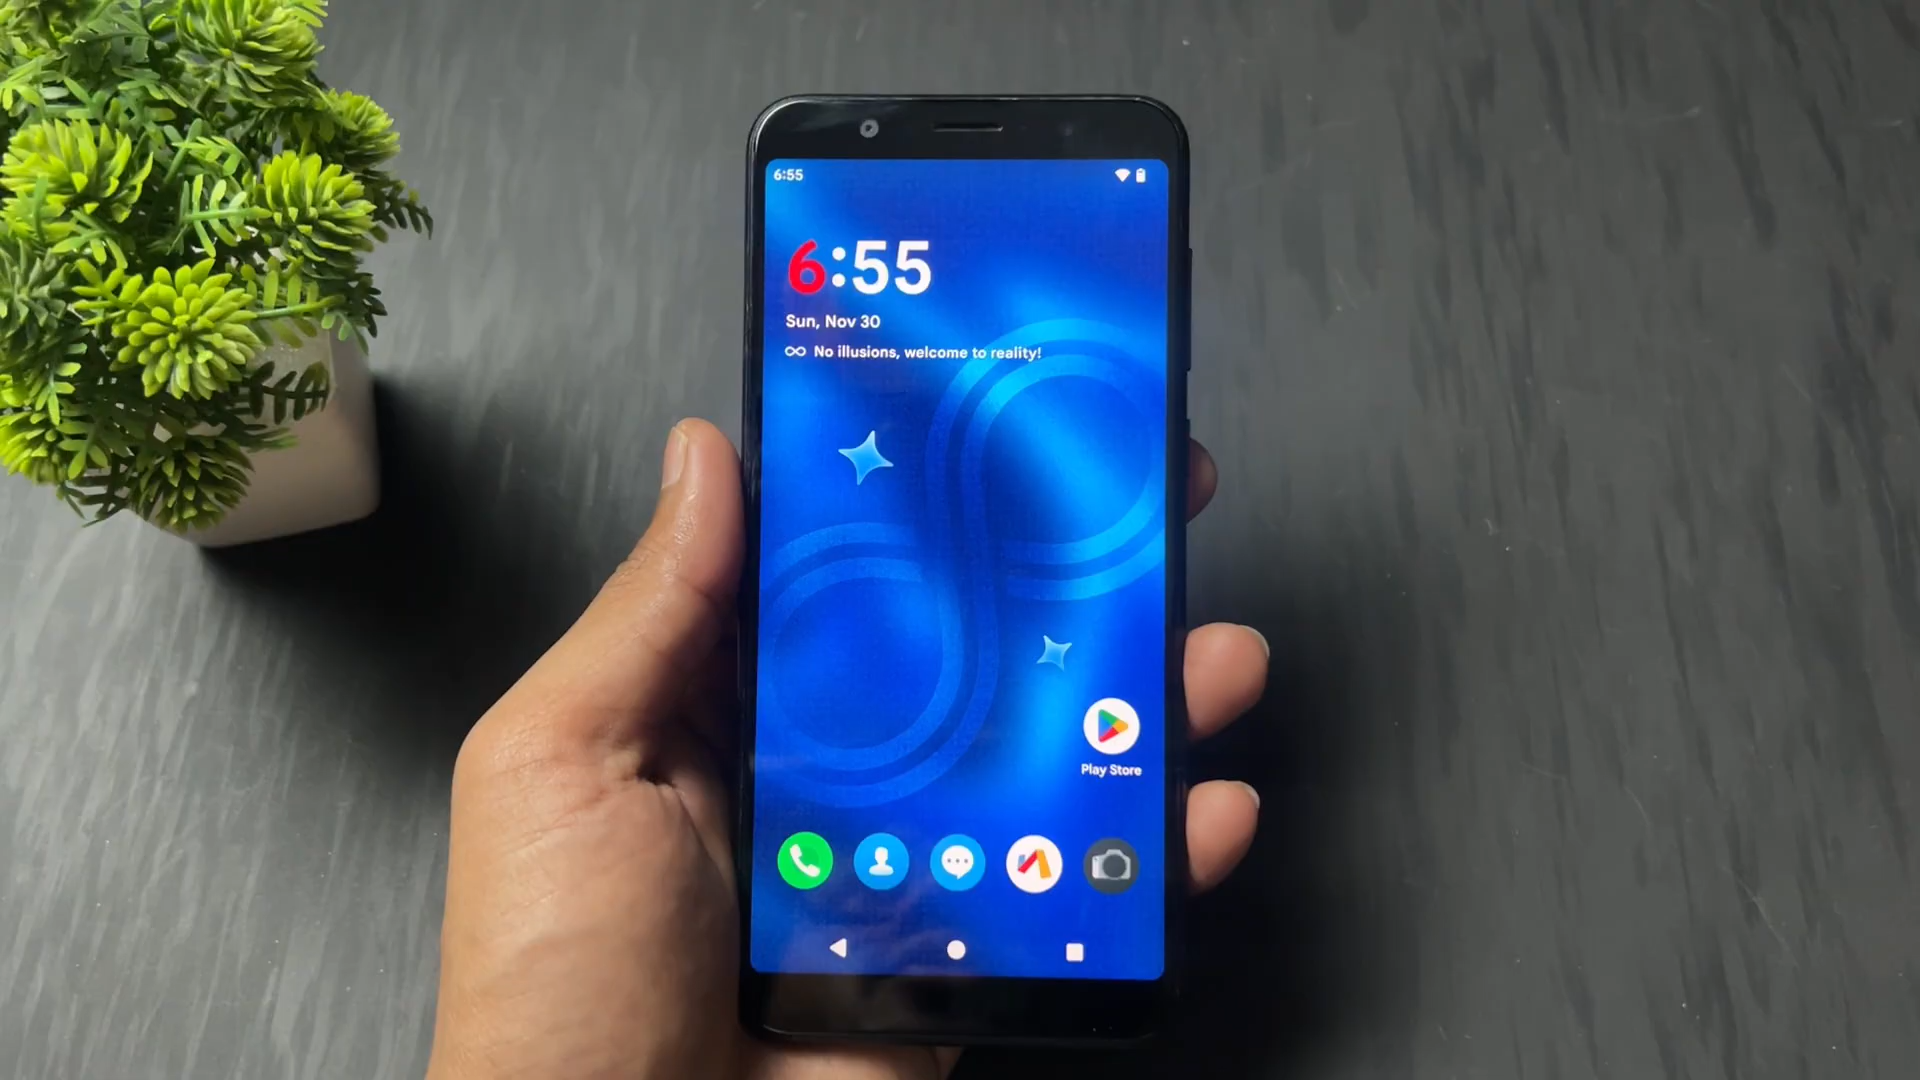 6:55
6:55
Sun, Nov 30
No illusions, welcome to reality!
Play Store